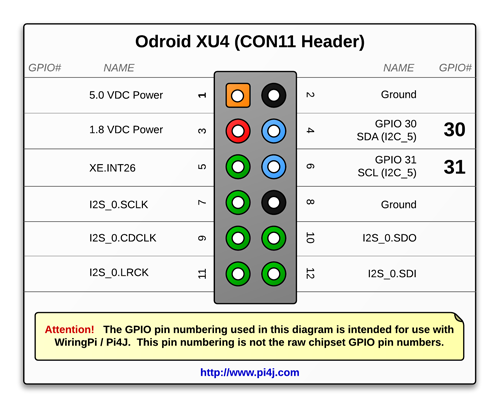 Odroid XU4 (CON11 Header)
GPIO# NAME NAME GPIO#
5.0 VDC Power 1 2 Ground
1.8 VDC Power 3 4 GPIO 30 30
SDA (I2C_5)
XE.INT26 5 6 GPIO 31 31
SCL (I2C_5)
I2S_0.SCLK 7 8 Ground
I2S_0.CDCLK 9 10 I2S_0.SDO
I2S_0.LRCK 11 12 I2S_0.SDI
Attention! The GPIO pin numbering used in this diagram is intended for use with
WiringPi / Pi4J. This pin numbering is not the raw chipset GPIO pin numbers.
http://www.pi4j.com